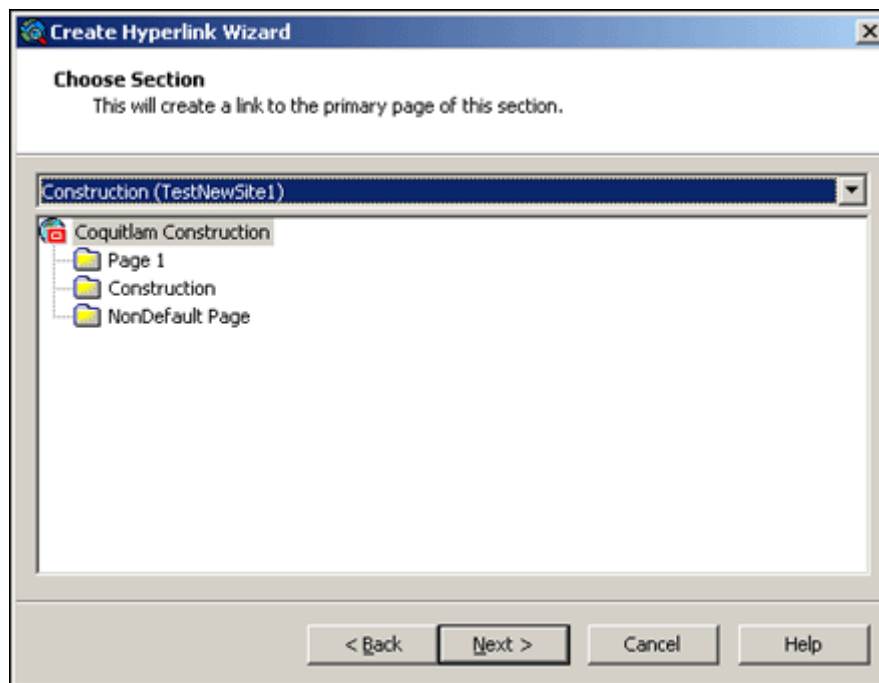 Create Hyperlink Wizard
Choose Section
This will create a link to the primary page of this section.
Construction (TestNewSite1)
Coquitlam Construction
Page 1
Construction
NonDefault Page
< Back Next > Cancel Help